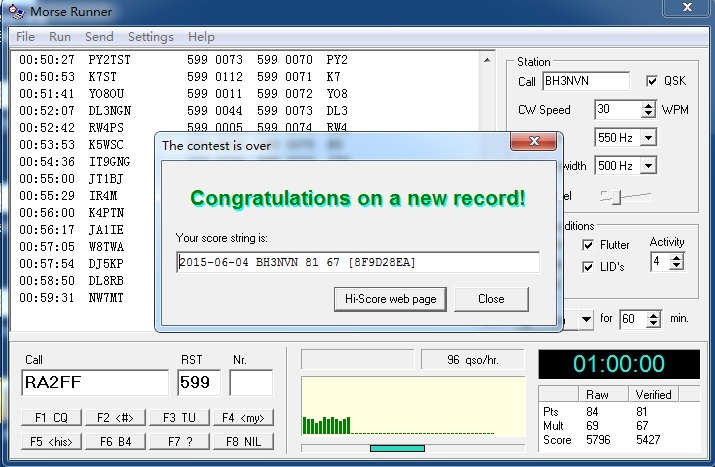 Morse Runner
File Run Send Settings Help
00:50:27 PY2TST 599 0073 599 0070 PY2
00:50:53 K7ST 599 0112 599 0071 K7
00:51:41 YO8OU 599 0011 599 0072 YO8
00:52:07 DL3NGN 599 0044 599 0073 DL3
00:52:42 RW4PS 599 0005 599 0074 RW4
00:53:53 K5WSC
00:54:36 IT9GNG
00:55:00 JT1BJ
00:55:29 IR4M
00:56:00 K4PTN
00:56:17 JA1IE
00:57:05 W8TWA
00:57:54 DJ5KP
00:58:50 DL8RB
00:59:31 NW7MT
Station
Call BH3NVN QSK
CW Speed 30 WPM
550 Hz
500 Hz
Flutter Activity
LID's 4
for 60 min.
The contest is over
Congratulations on a new record!
Your score string is:
2015-06-04 BH3NVN 81 67 [8F9D28EA]
Hi-Score web page Close
Call RST Nr.
RA2FF 599
F1 CQ F2 <#> F3 TU F4 <my>
F5 <his> F6 B4 F7 ? F8 NIL
96 qso/hr.
01:00:00
Raw Verified
Pts 84 81
Mult 69 67
Score 5796 5427